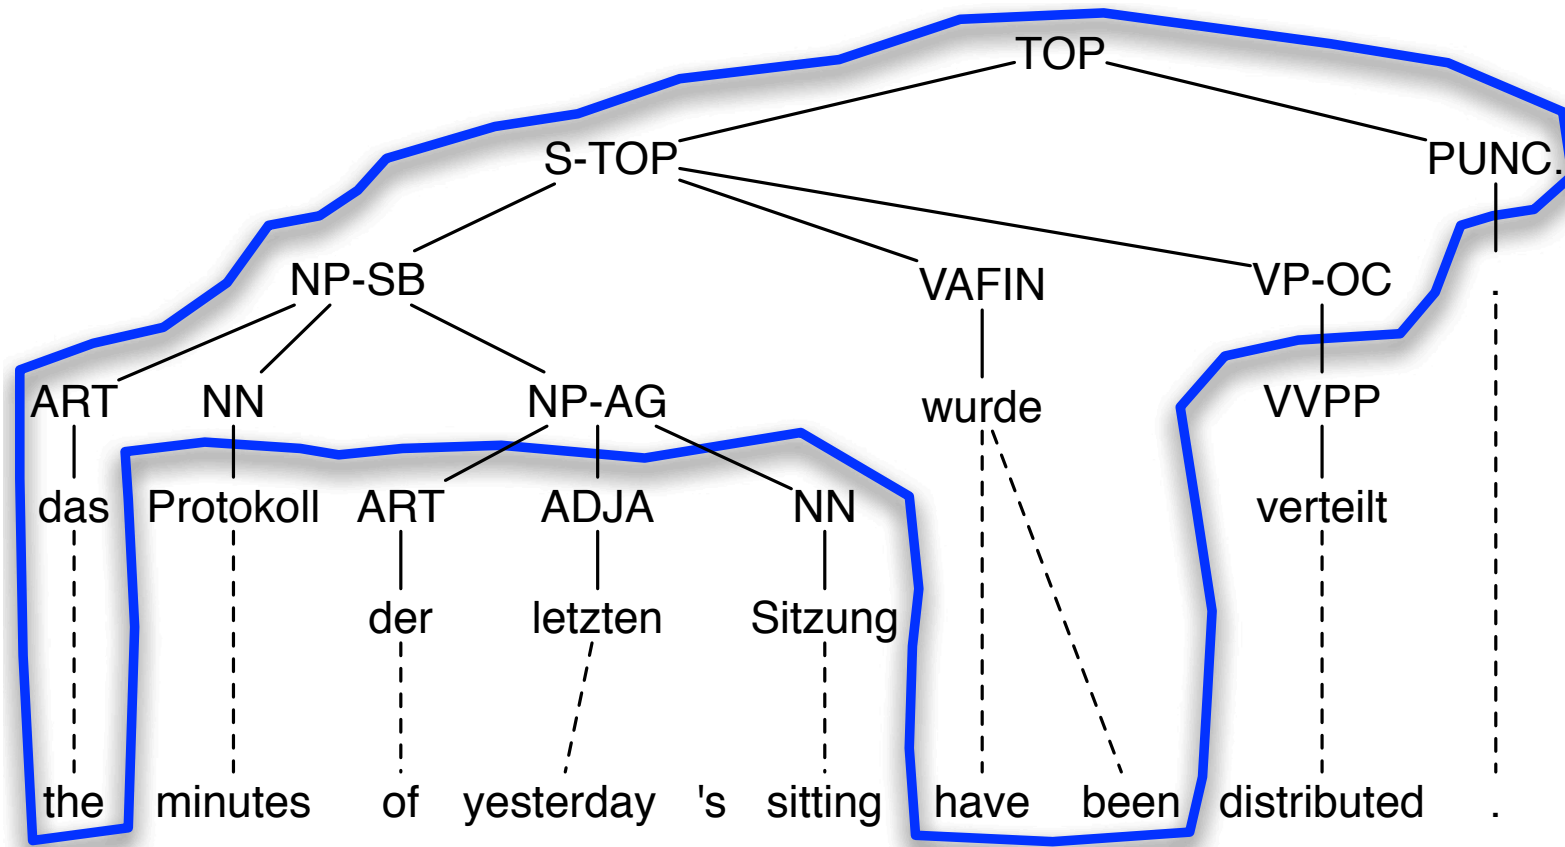 TOP
S-TOP PUNC.
NP-SB VAFIN VP-OC .
ART NN NP-AG wurde VVPP
das Protokoll ART ADJA NN verteilt
der letzten Sitzung
the minutes of yesterday 's sitting have been distributed .